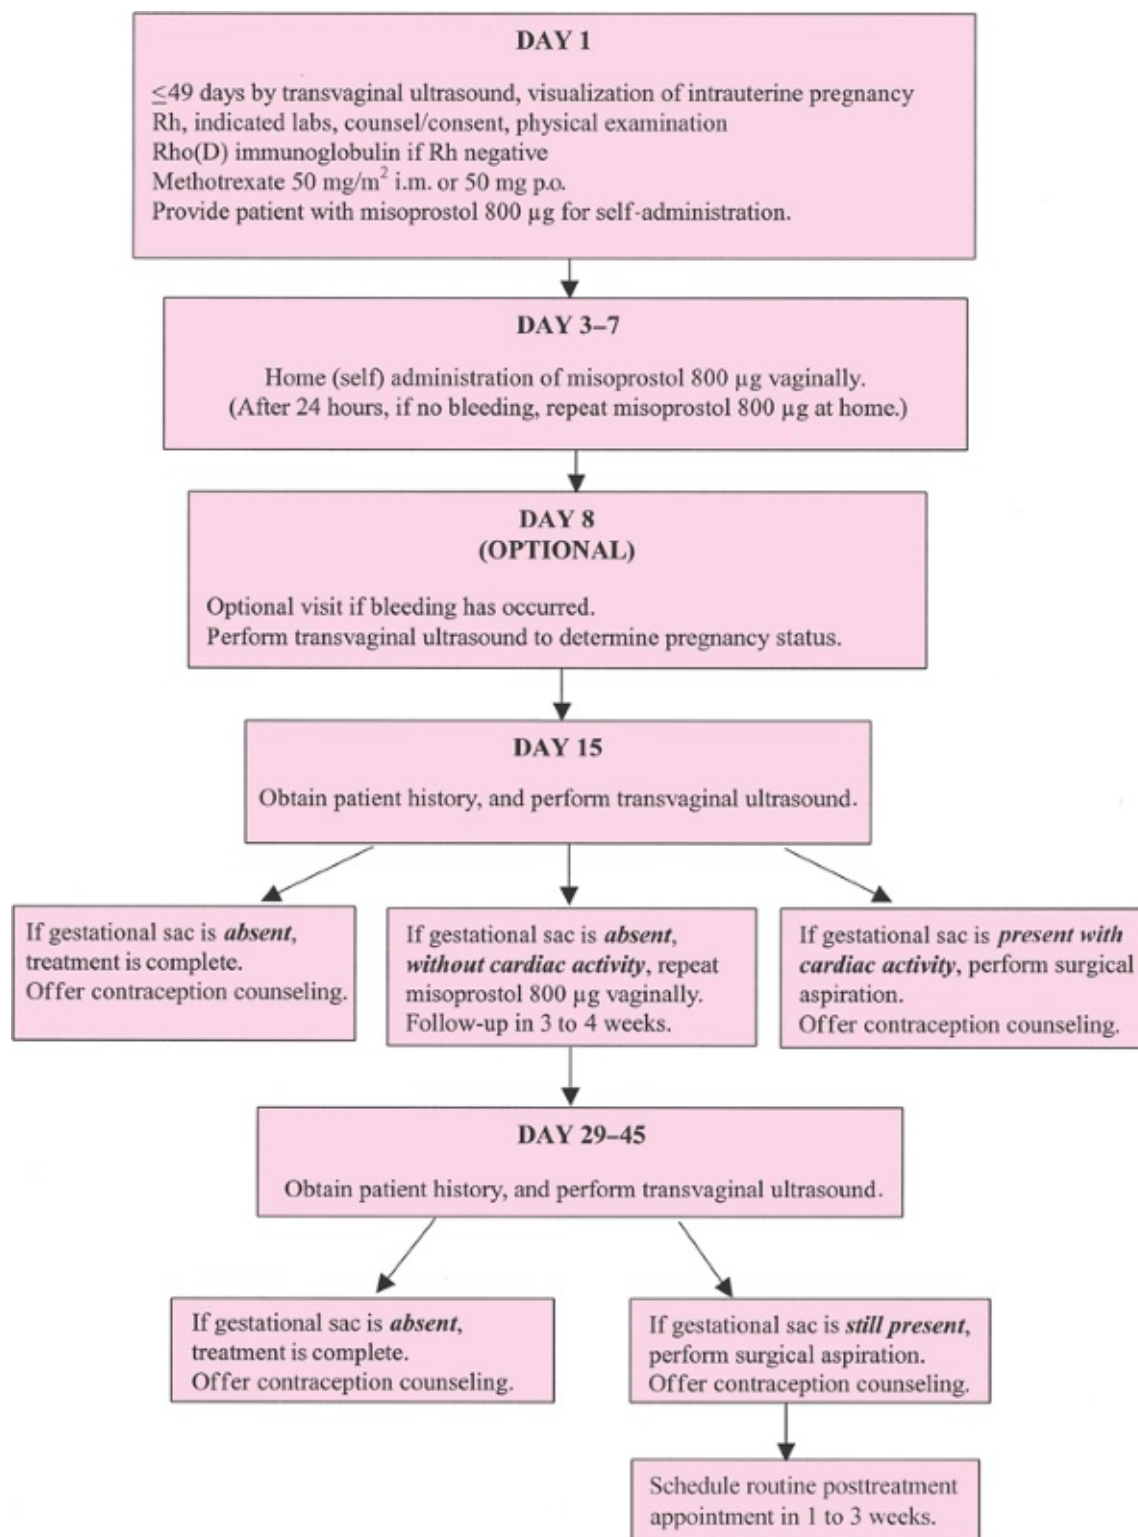 DAY 1
≤49 days by transvaginal ultrasound, visualization of intrauterine pregnancy
Rh, indicated labs, counsel/consent, physical examination
Rho(D) immunoglobulin if Rh negative
Methotrexate 50 mg/m² i.m. or 50 mg p.o.
Provide patient with misoprostol 800 µg for self-administration.
DAY 3–7
Home (self) administration of misoprostol 800 µg vaginally.
(After 24 hours, if no bleeding, repeat misoprostol 800 µg at home.)
DAY 8
(OPTIONAL)
Optional visit if bleeding has occurred.
Perform transvaginal ultrasound to determine pregnancy status.
DAY 15
Obtain patient history, and perform transvaginal ultrasound.
If gestational sac is absent,
treatment is complete.
Offer contraception counseling.
If gestational sac is absent,
without cardiac activity, repeat
misoprostol 800 µg vaginally.
Follow-up in 3 to 4 weeks.
If gestational sac is present with
cardiac activity, perform surgical
aspiration.
Offer contraception counseling.
DAY 29–45
Obtain patient history, and perform transvaginal ultrasound.
If gestational sac is absent,
treatment is complete.
Offer contraception counseling.
If gestational sac is still present,
perform surgical aspiration.
Offer contraception counseling.
Schedule routine posttreatment
appointment in 1 to 3 weeks.